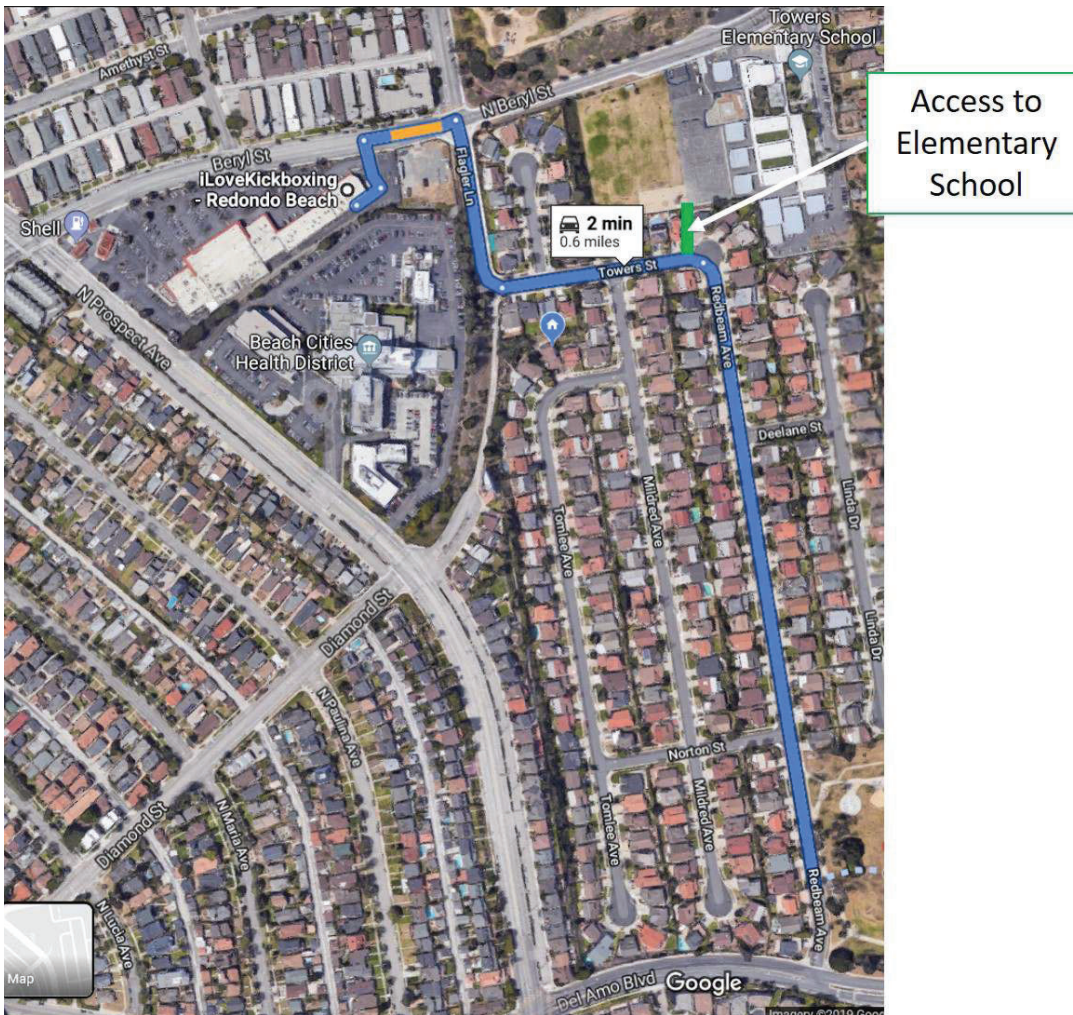 Towers
Elementary School
Amethyst St
N Beryl St
Access to
Elementary
School
Beryl St
iLoveKickboxing
- Redondo Beach
Flagler Ln
Shell
2 min
0.6 miles
Towers St
N Prospect Ave
Redbeam Ave
Beach Cities
Health District
Deelane St
Linda Dr
Mildred Ave
Tomlee Ave
Linda Dr
Diamond St
N Paulina Ave
Norton St
Mildred Ave
Tomlee Ave
N Maria Ave
Diamond St
Redbeam Ave
N Lucia Ave
Map
Del Amo Blvd
Google
Imagery ©2019 Goog